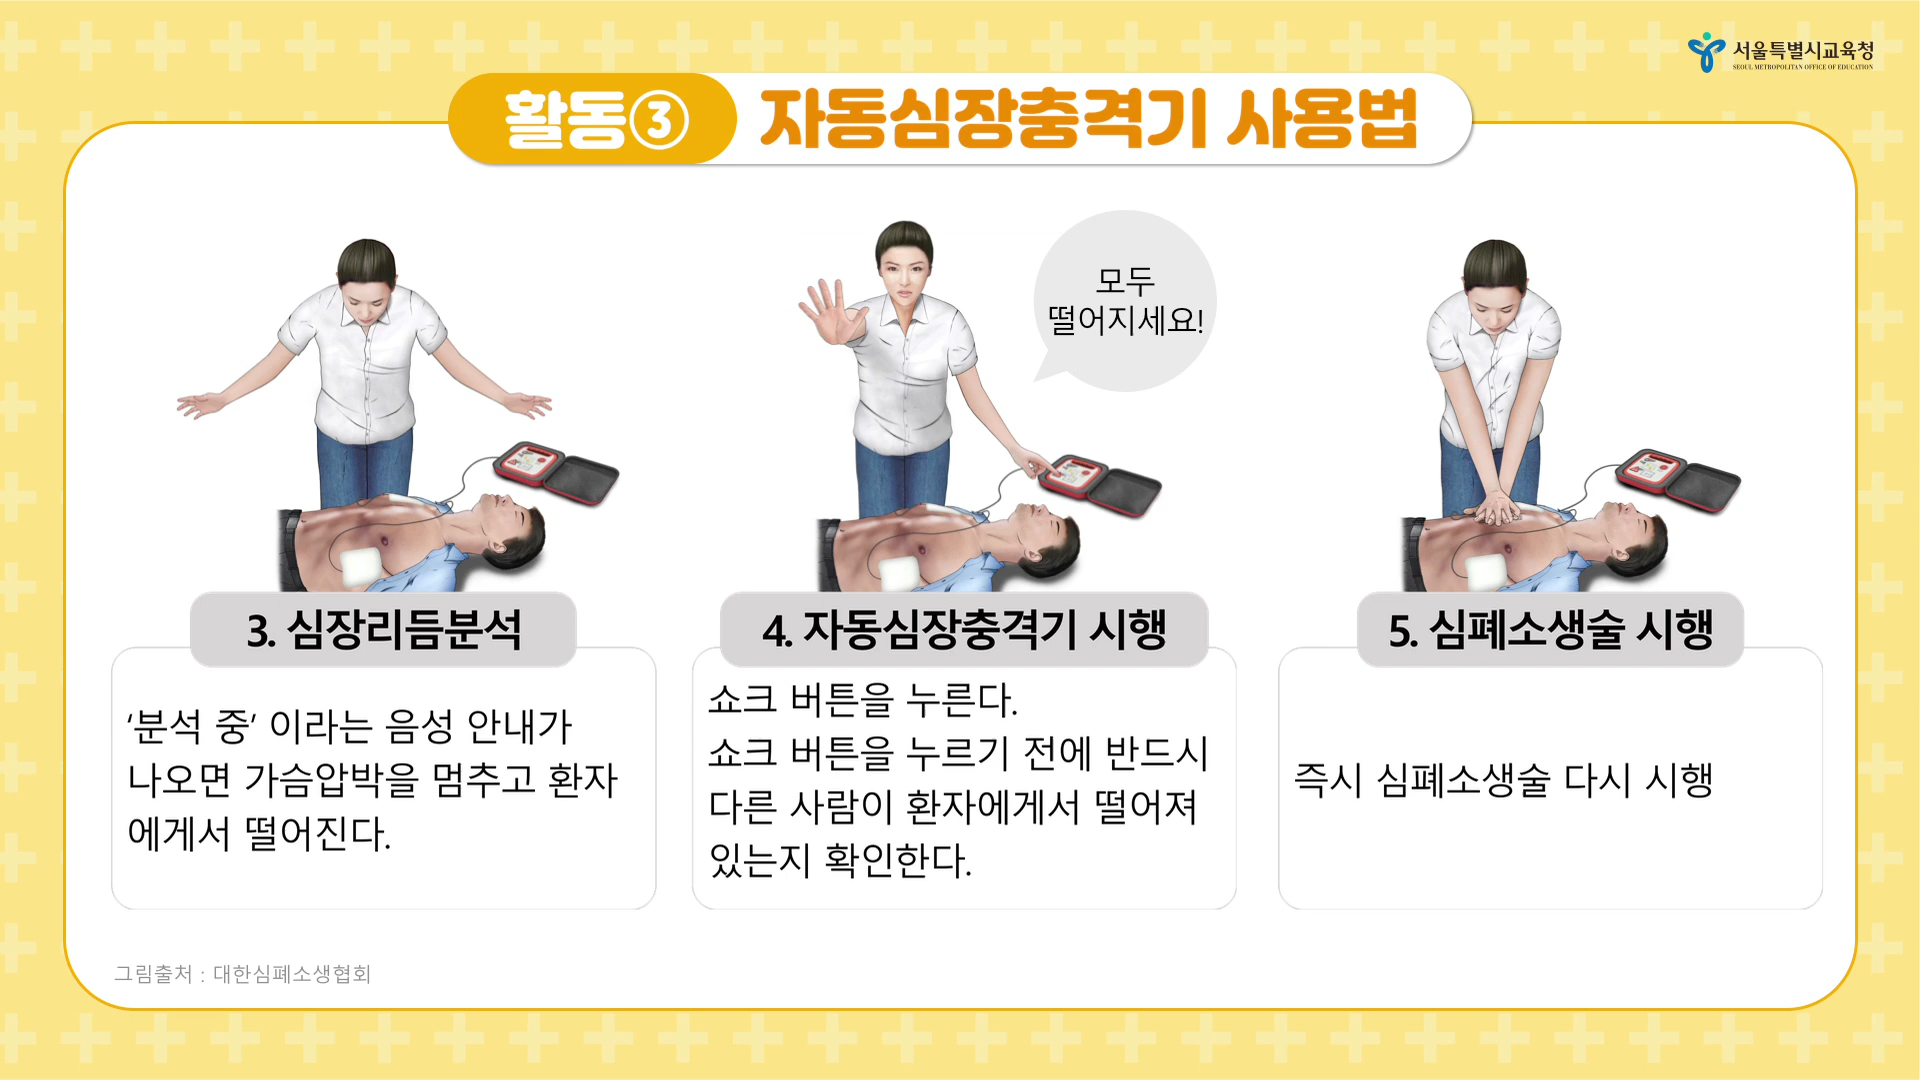 서울특별시교육청
SEOUL METROPOLITAN OFFICE OF EDUCATION
활동③ 자동심장충격기 사용법
모두
떨어지세요!
3. 심장리듬분석
‘분석 중’ 이라는 음성 안내가
나오면 가슴압박을 멈추고 환자
에게서 떨어진다.
4. 자동심장충격기 시행
쇼크 버튼을 누른다.
쇼크 버튼을 누르기 전에 반드시
다른 사람이 환자에게서 떨어져
있는지 확인한다.
5. 심폐소생술 시행
즉시 심폐소생술 다시 시행
그림출처 : 대한심폐소생협회